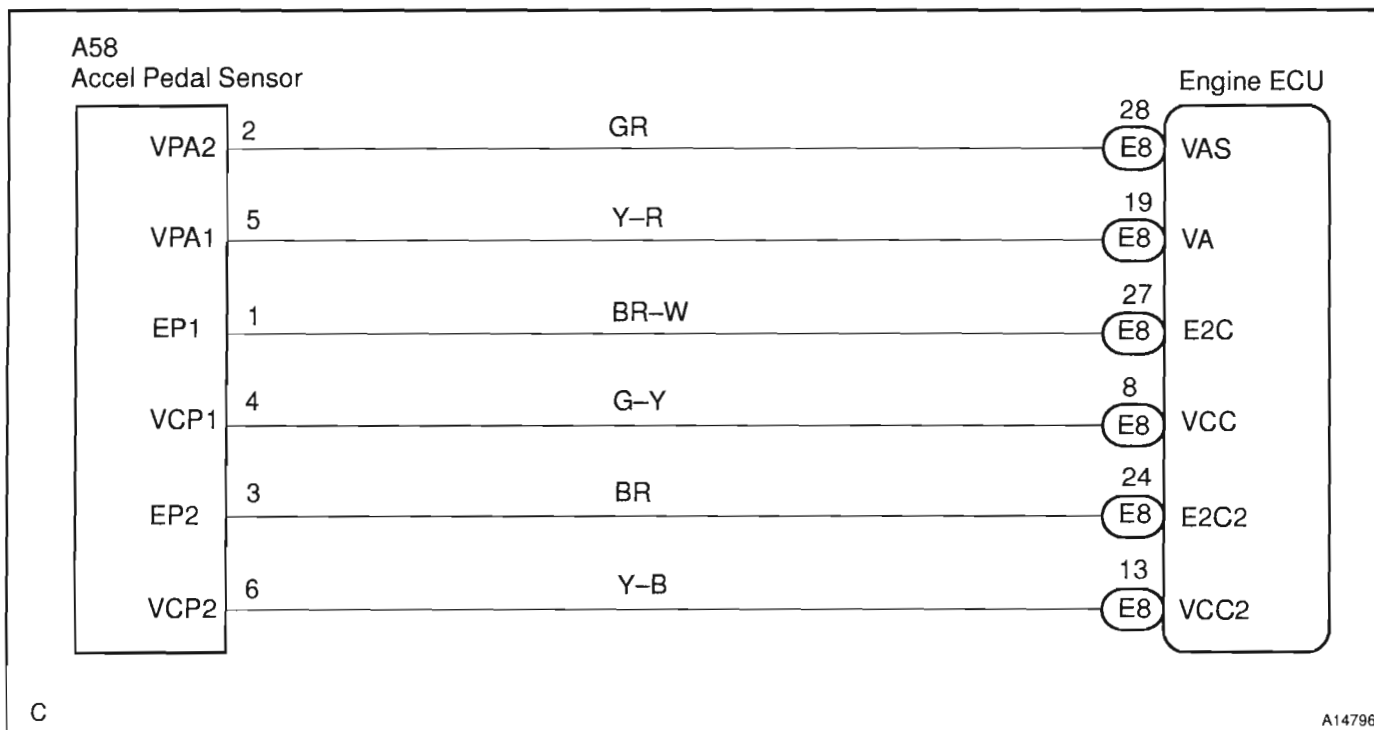 A58
Accel Pedal Sensor
Engine ECU
VPA2 2 GR 28 E8 VAS
VPA1 5 Y–R 19 E8 VA
EP1 1 BR–W 27 E8 E2C
VCP1 4 G–Y 8 E8 VCC
EP2 3 BR 24 E8 E2C2
VCP2 6 Y–B 13 E8 VCC2
C
A14796